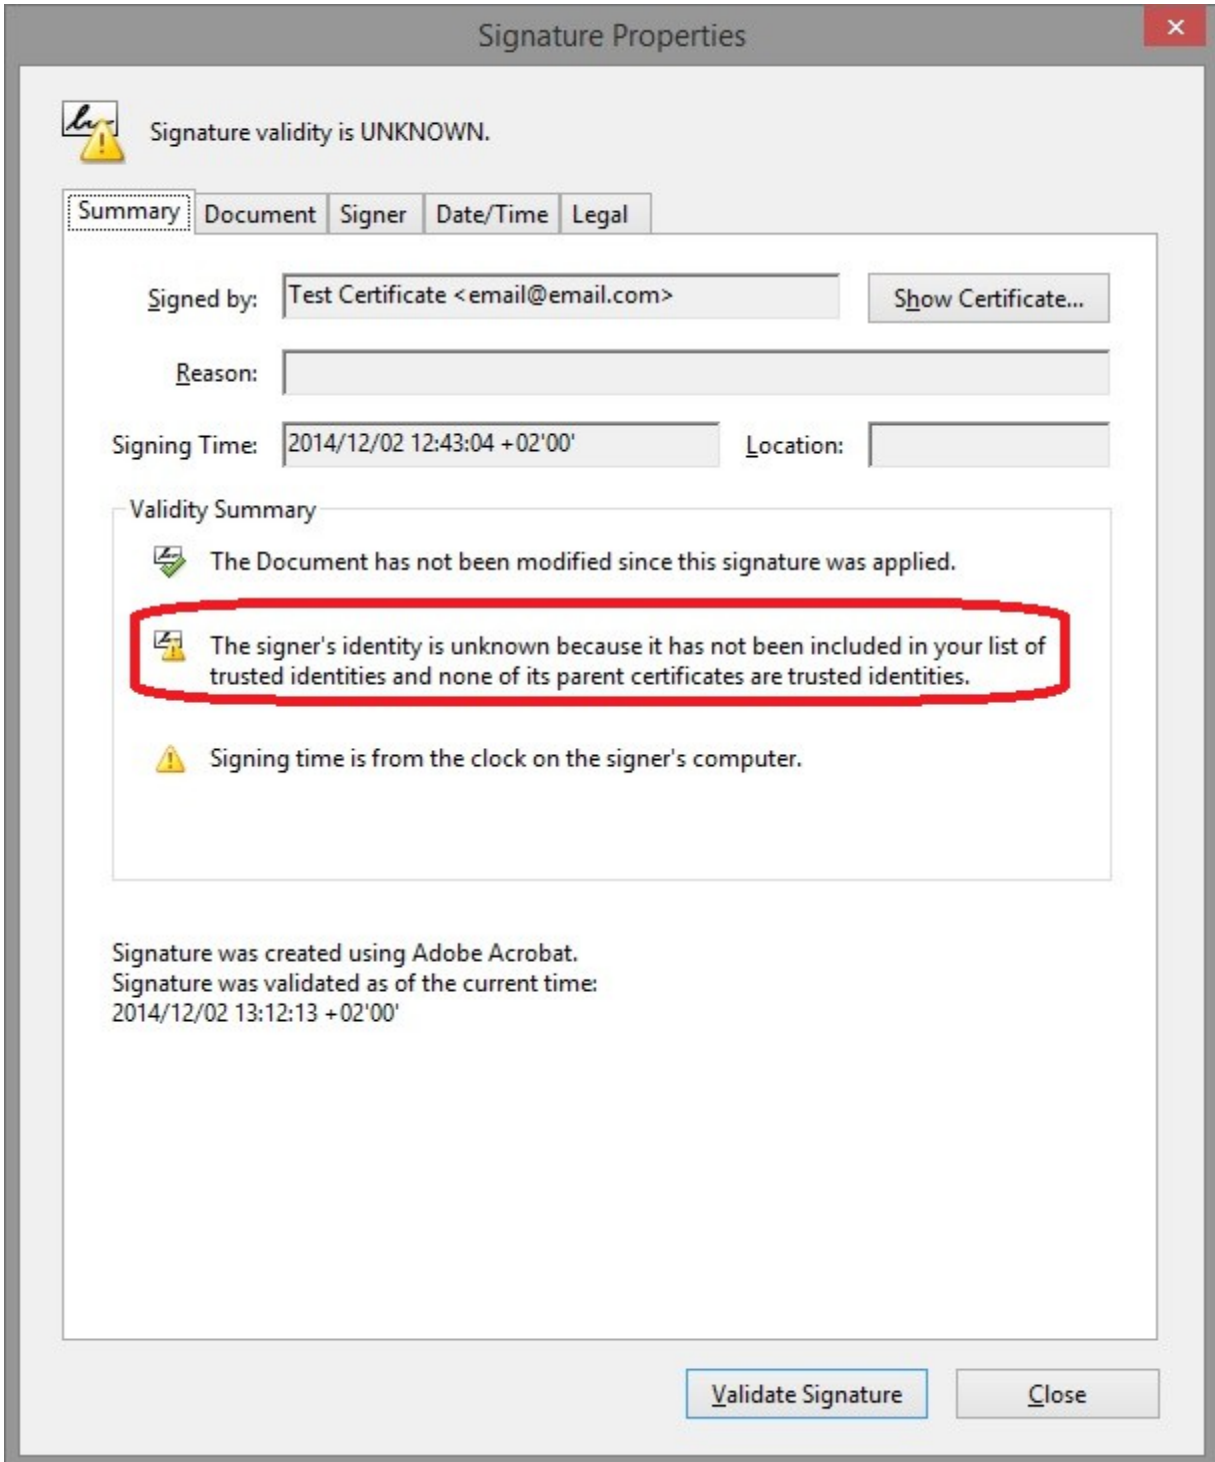 Signature Properties
Signature validity is UNKNOWN.
Summary Document Signer Date/Time Legal
Signed by: Test Certificate <email@email.com> Show Certificate...
Reason:
Signing Time: 2014/12/02 12:43:04 +02'00' Location:
Validity Summary
The Document has not been modified since this signature was applied.
The signer's identity is unknown because it has not been included in your list of
trusted identities and none of its parent certificates are trusted identities.
Signing time is from the clock on the signer's computer.
Signature was created using Adobe Acrobat.
Signature was validated as of the current time:
2014/12/02 13:12:13 +02'00'
Validate Signature Close